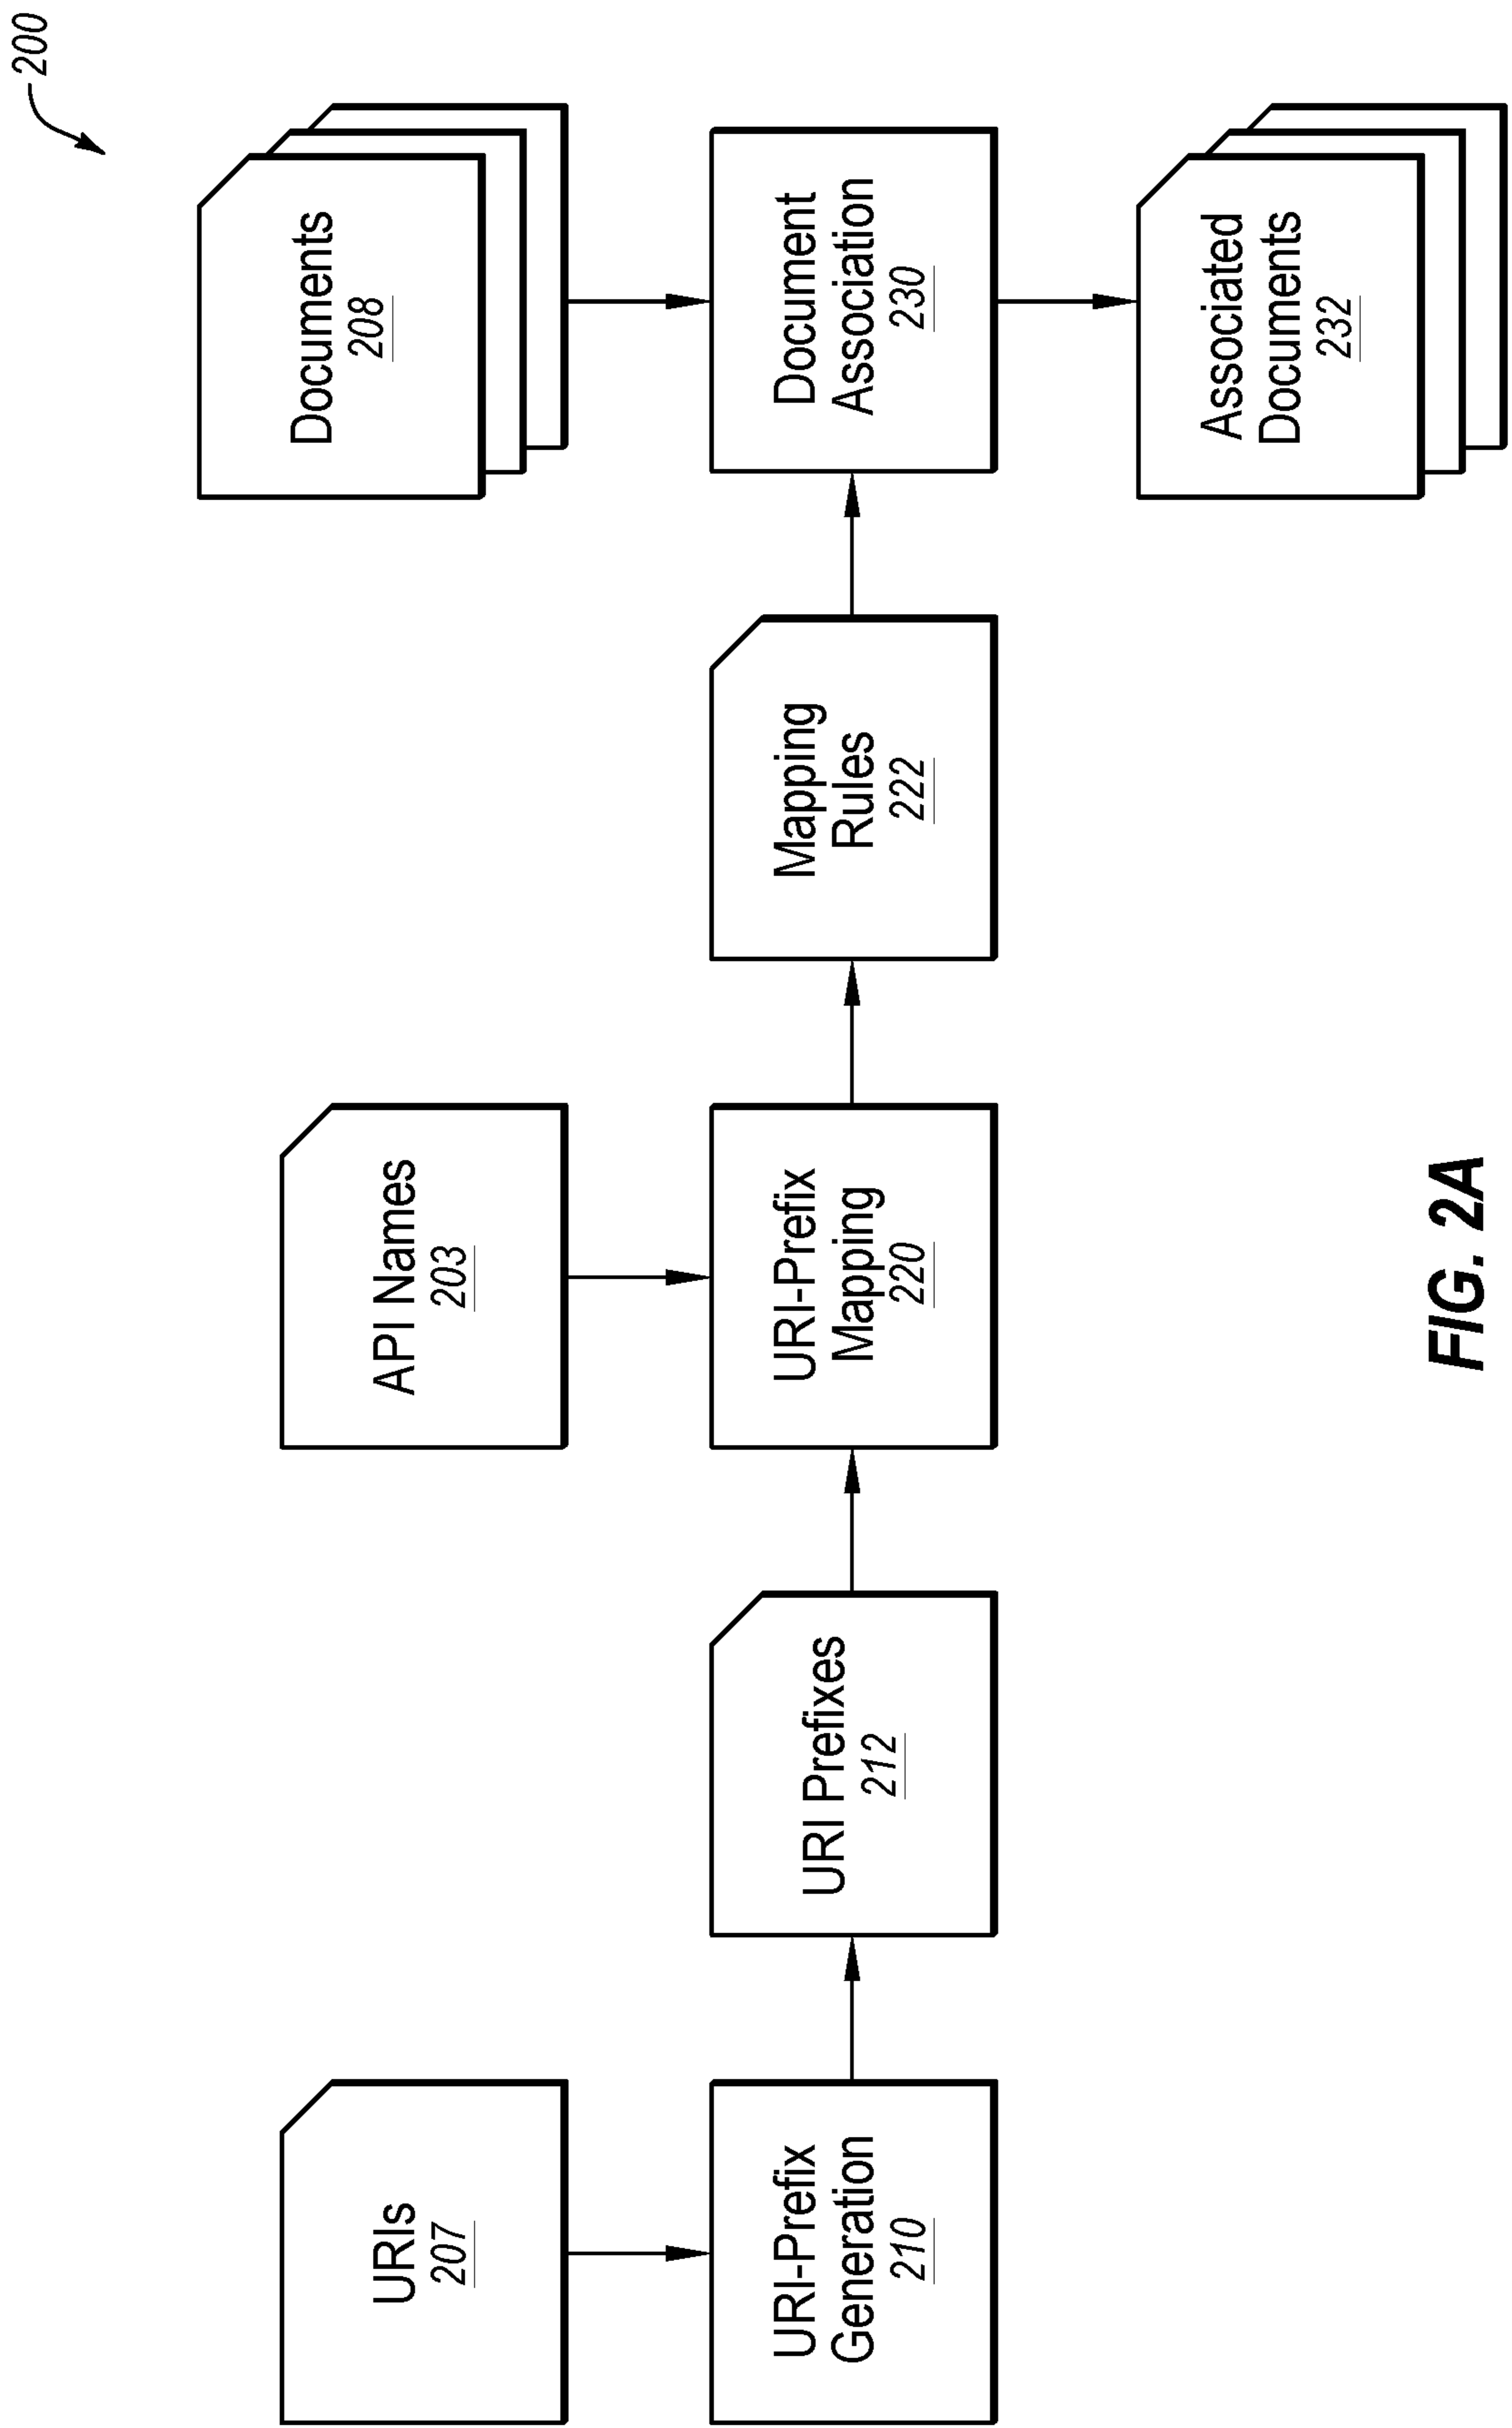 200
URIs
207
API Names
203
Documents
208
URI-Prefix
Generation
210
URI Prefixes
212
URI-Prefix
Mapping
220
Mapping
Rules
222
Document
Association
230
Associated
Documents
232
FIG. 2A